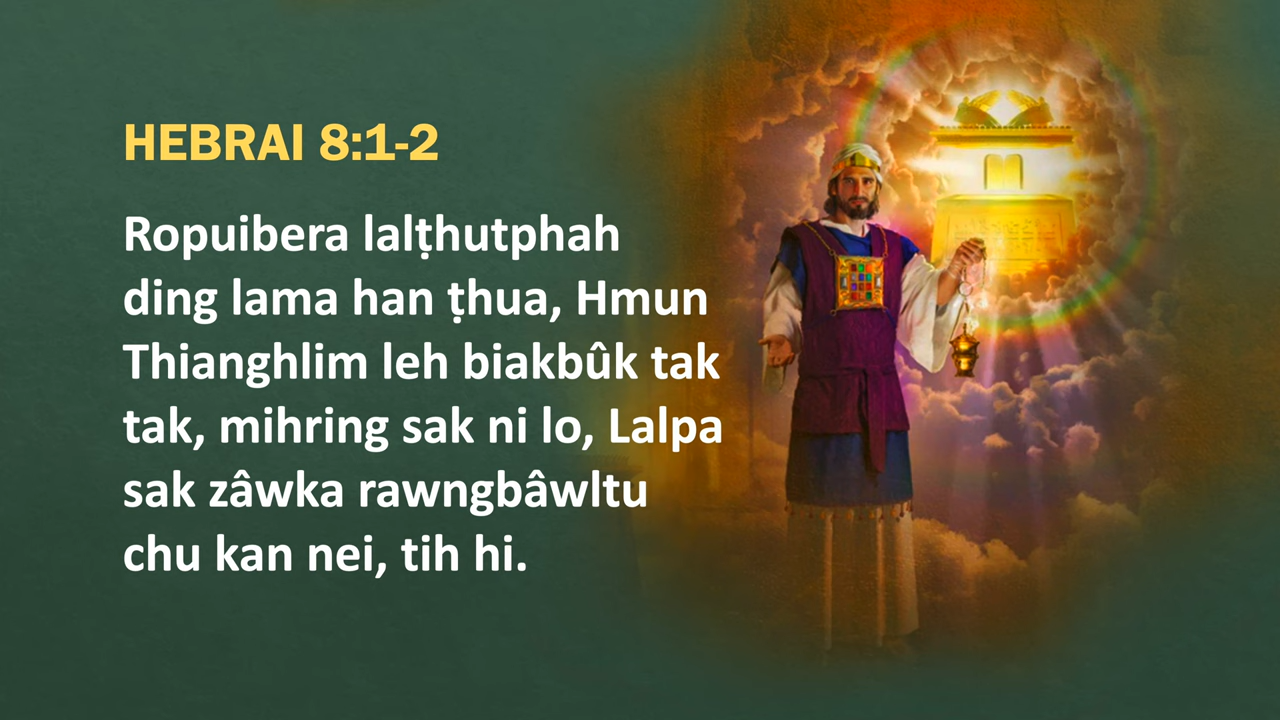 HEBRAI 8:1-2
Ropuibera lalṭhutphah
ding lama han ṭhua, Hmun
Thianghlim leh biakbûk tak
tak, mihring sak ni lo, Lalpa
sak zâwka rawngbâwltu
chu kan nei, tih hi.